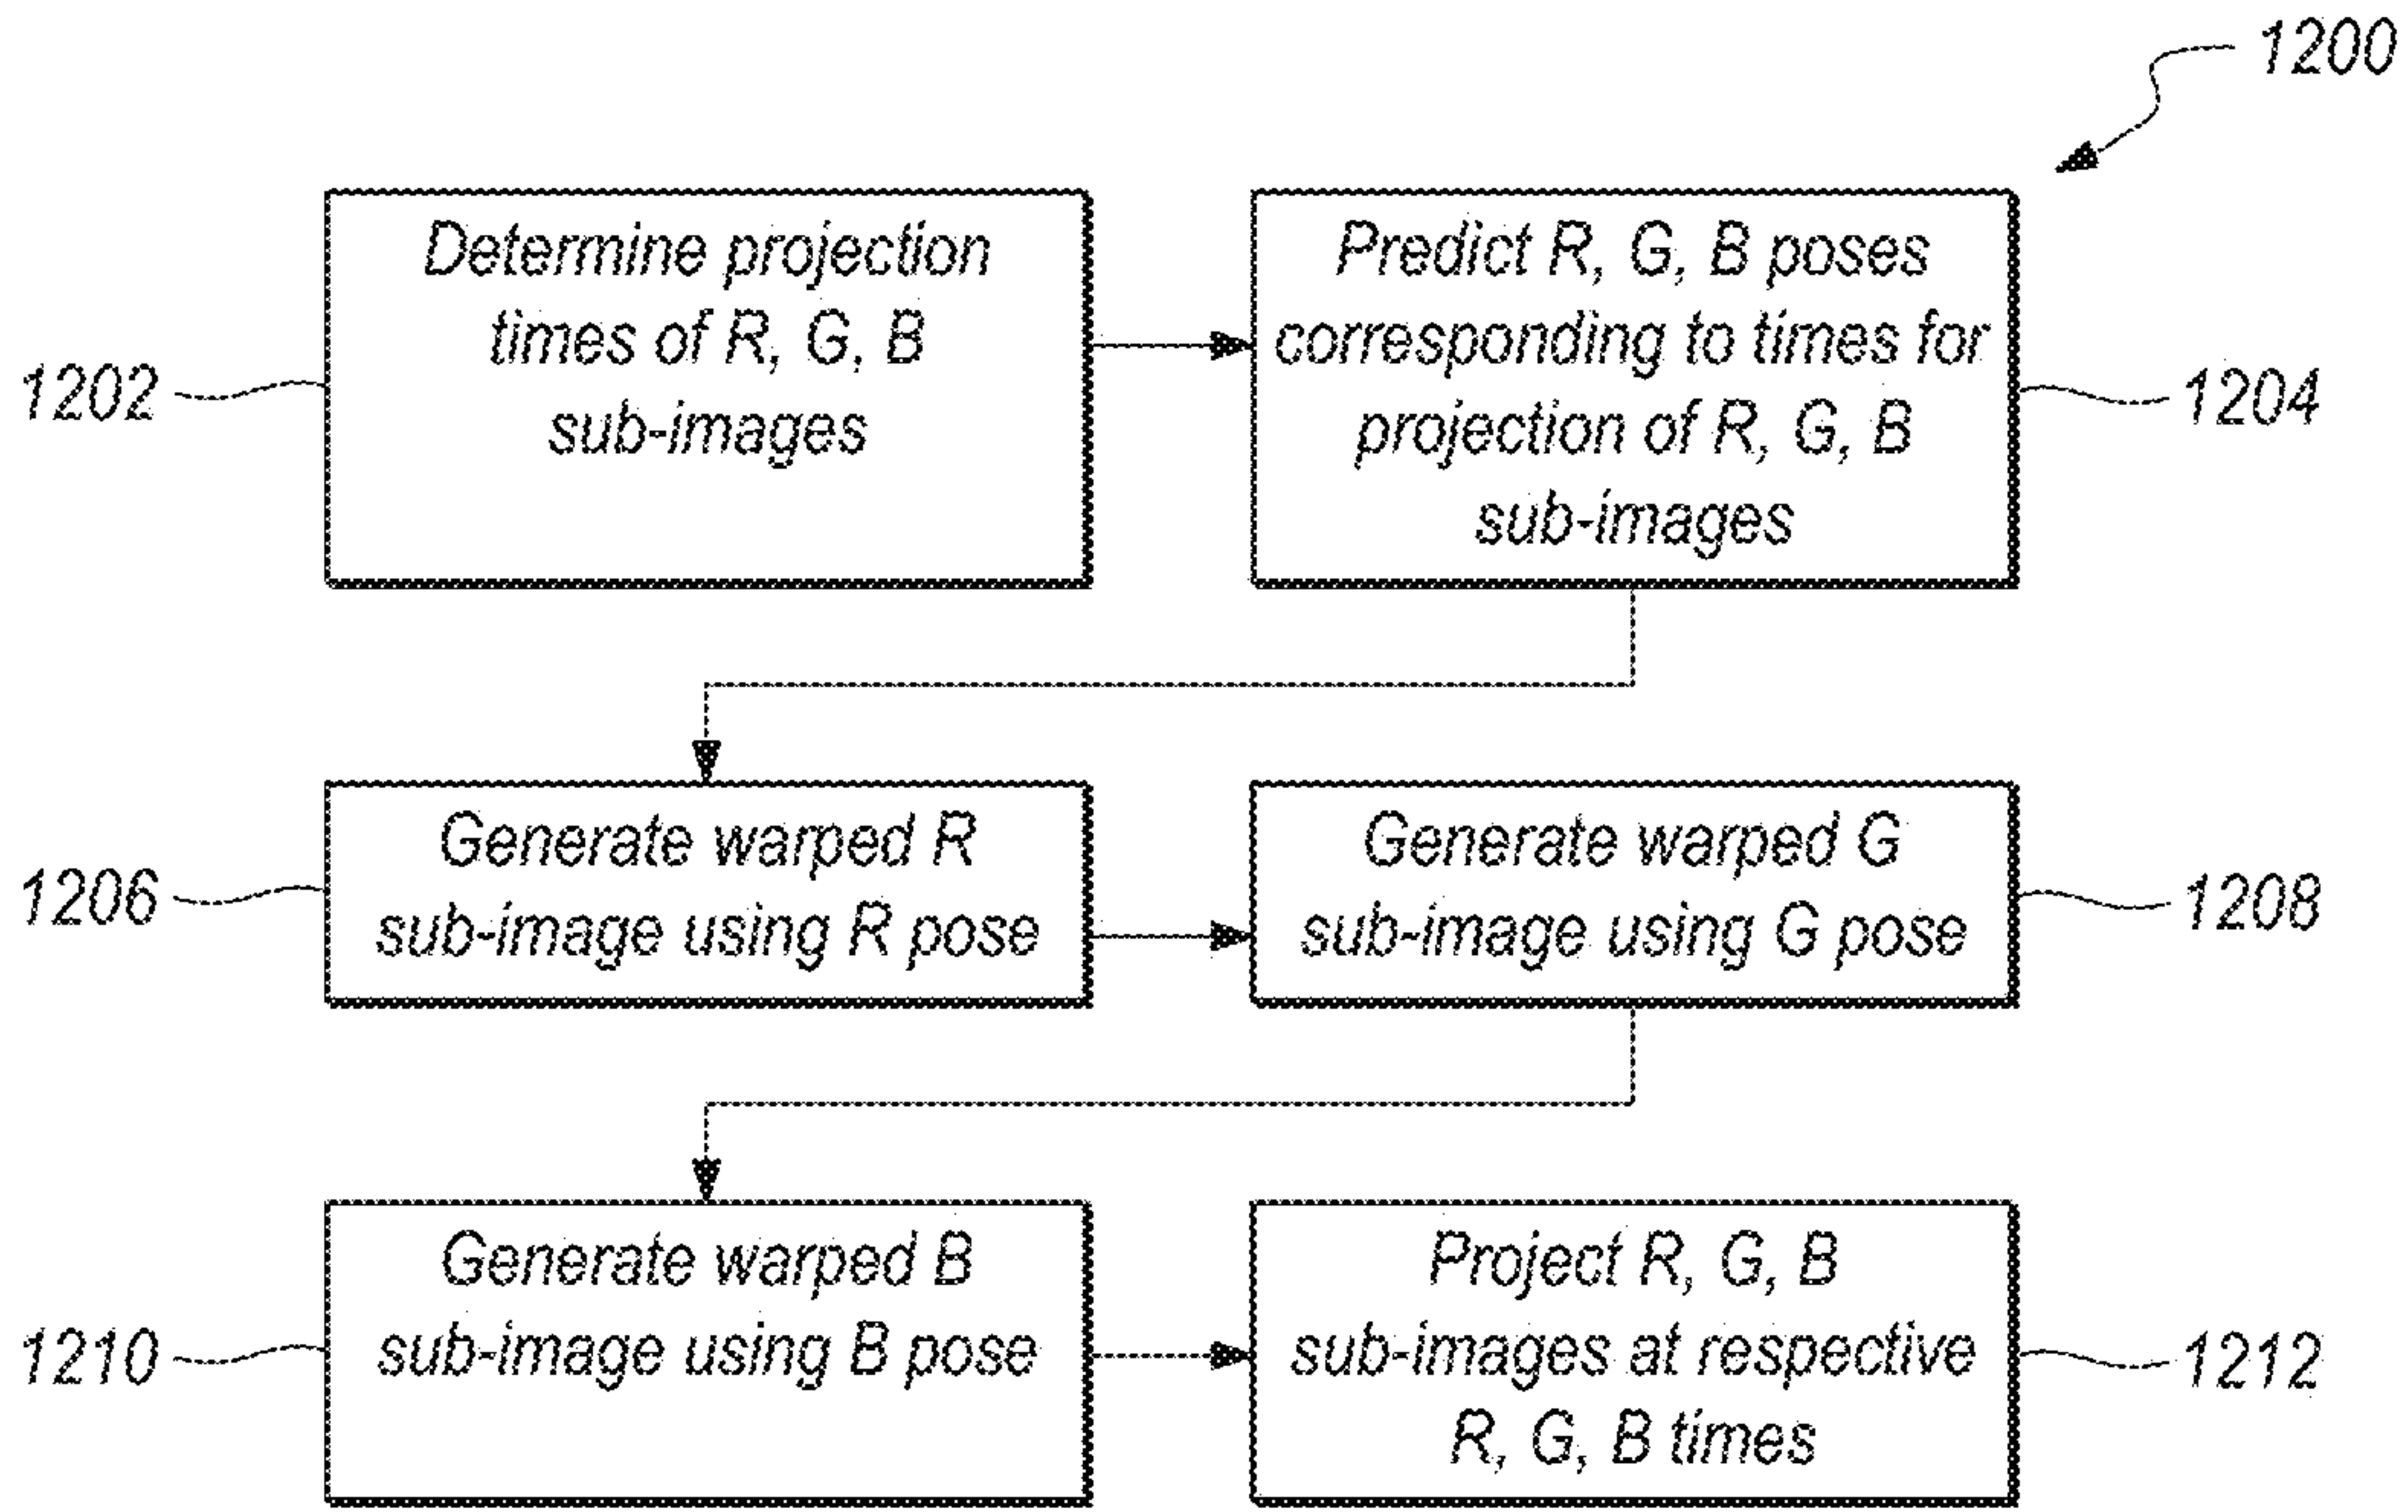 1200
Determine projection
times of R, G, B
sub-images
1202
Predict R, G, B poses
corresponding to times for
projection of R, G, B
sub-images
1204
Generate warped R
sub-image using R pose
1206
Generate warped G
sub-image using G pose
1208
Generate warped B
sub-image using B pose
1210
Project R, G, B
sub-images at respective
R, G, B times
1212